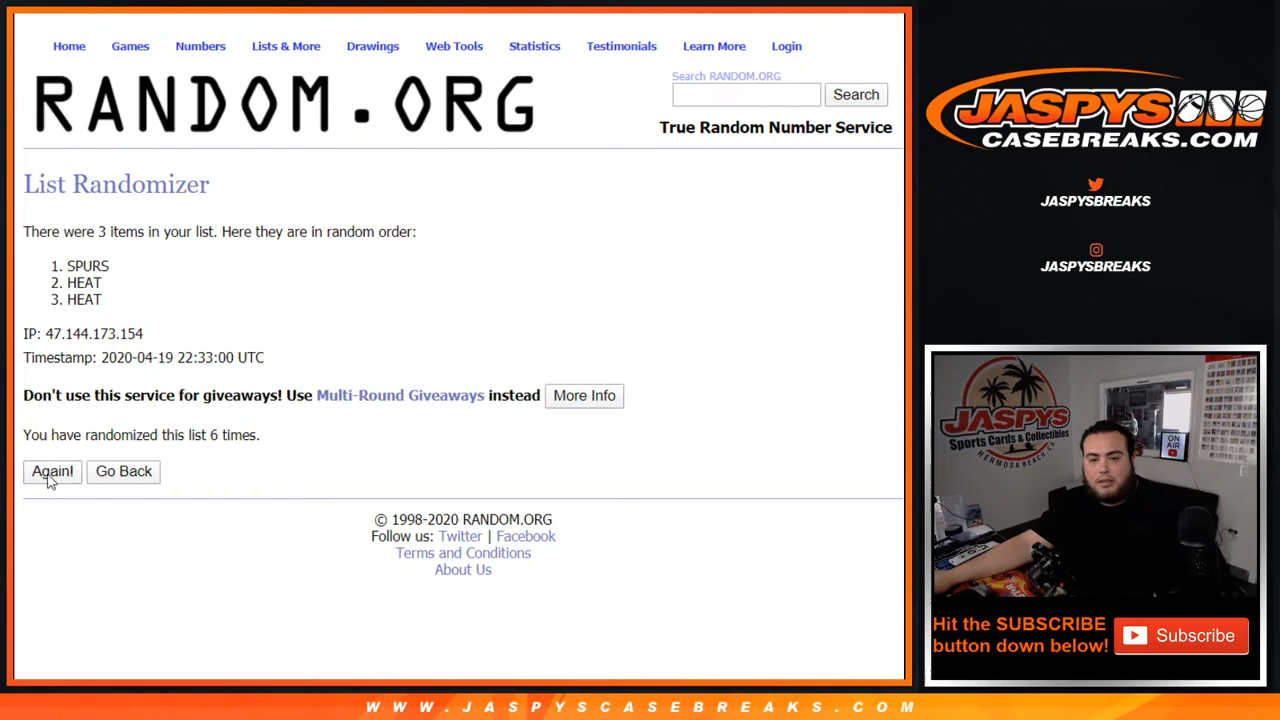 Home Games Numbers Lists & More Drawings Web Tools Statistics Testimonials Learn More Login
RANDOM.ORG
Search RANDOM.ORG
Search
True Random Number Service
List Randomizer
There were 3 items in your list. Here they are in random order:
1. SPURS
2. HEAT
3. HEAT
IP: 47.144.173.154
Timestamp: 2020-04-19 22:33:00 UTC
Don't use this service for giveaways! Use Multi-Round Giveaways instead More Info
You have randomized this list 6 times.
Again! Go Back
© 1998-2020 RANDOM.ORG
Follow us: Twitter | Facebook
Terms and Conditions
About Us
JASPYS
CASEBREAKS.COM
JASPYSBREAKS
JASPYSBREAKS
JASPYS
Sports Cards & Collectibles
HERMOSA BEACH, CA
ON
AIR
Hit the SUBSCRIBE
button down below!
Subscribe
WWW.JASPYSCASEBREAKS.COM